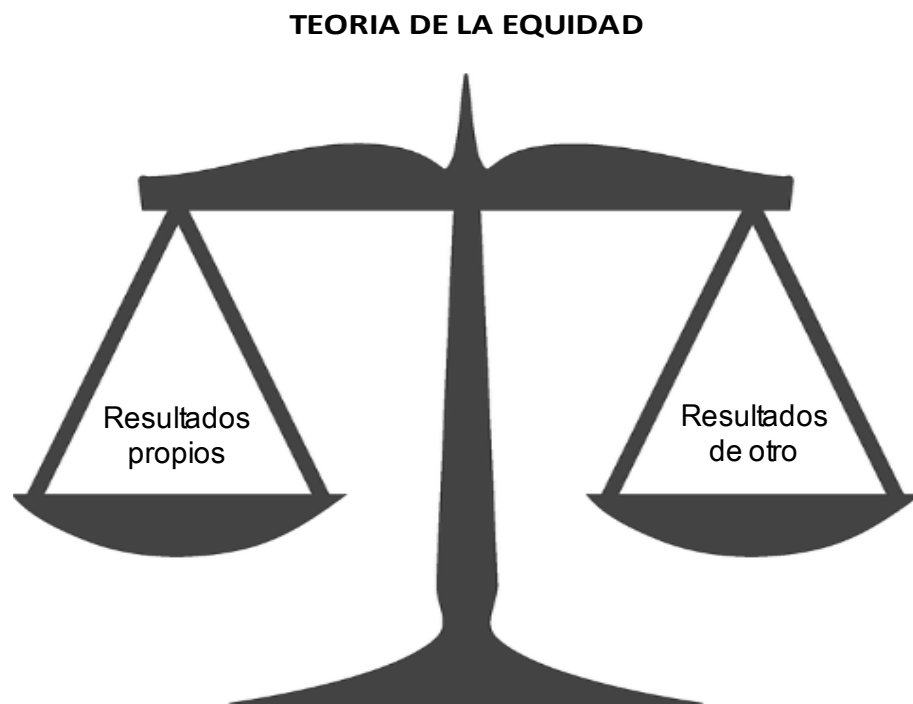 TEORIA DE LA EQUIDAD
Resultados
propios
Resultados
de otro